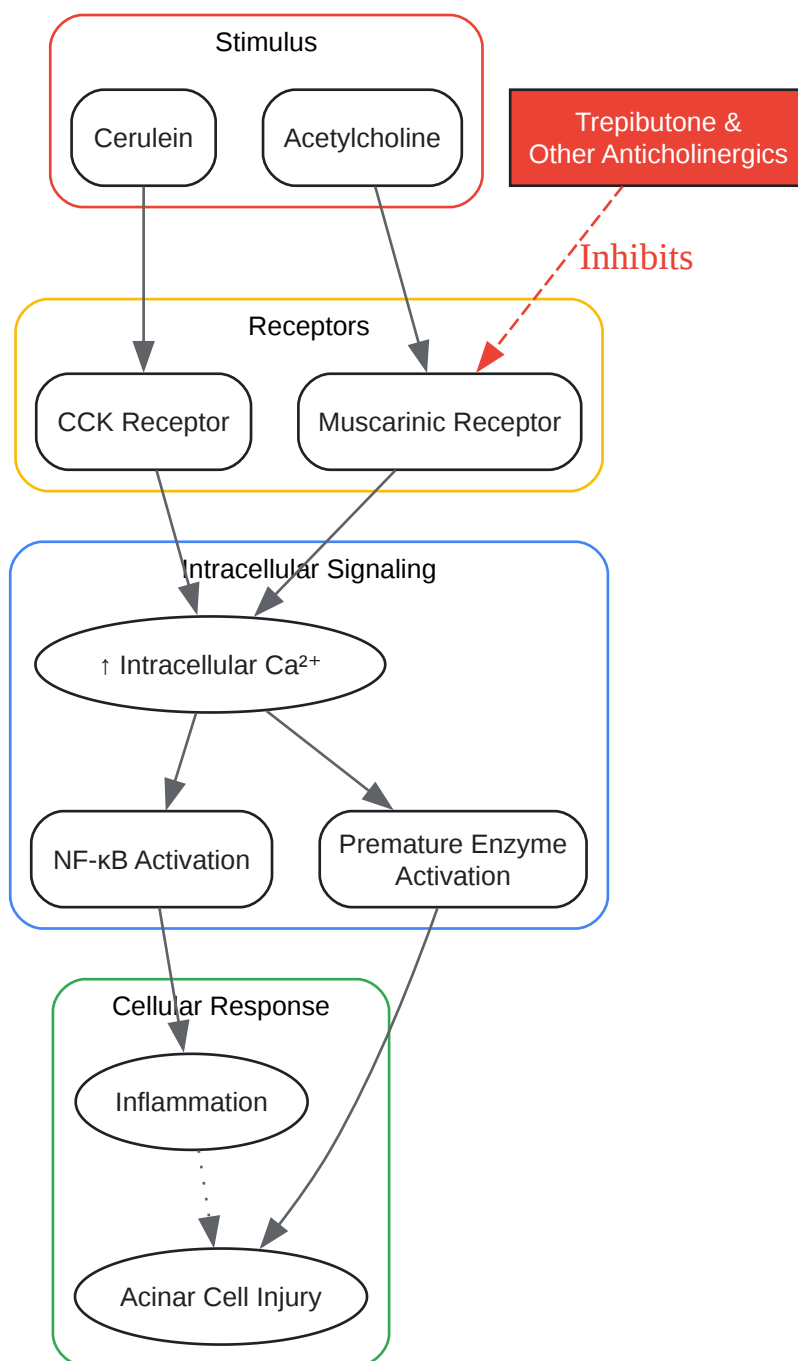 Stimulus
Cerulein
Acetylcholine
Trepibutone &
Other Anticholinergics
Inhibits
Receptors
CCK Receptor
Muscarinic Receptor
Intracellular Signaling
↑ Intracellular Ca²⁺
NF-κB Activation
Premature Enzyme
Activation
Cellular Response
Inflammation
Acinar Cell Injury